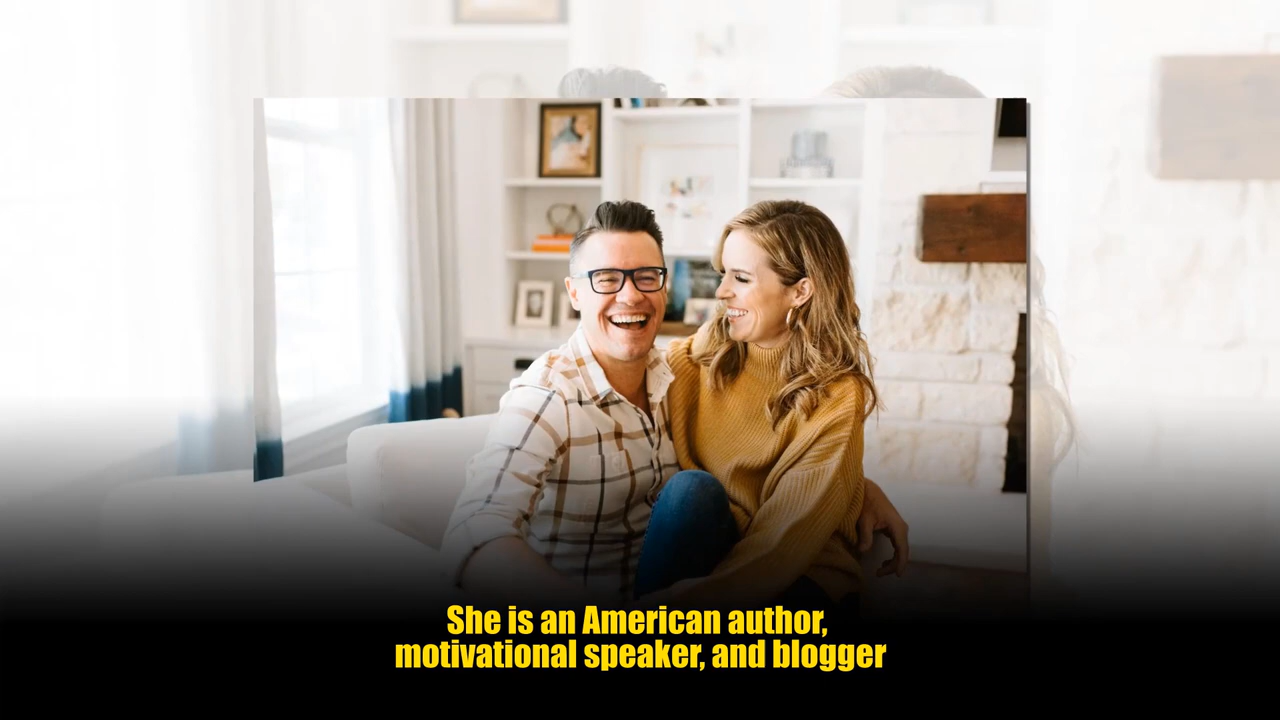 She is an American author,
motivational speaker, and blogger